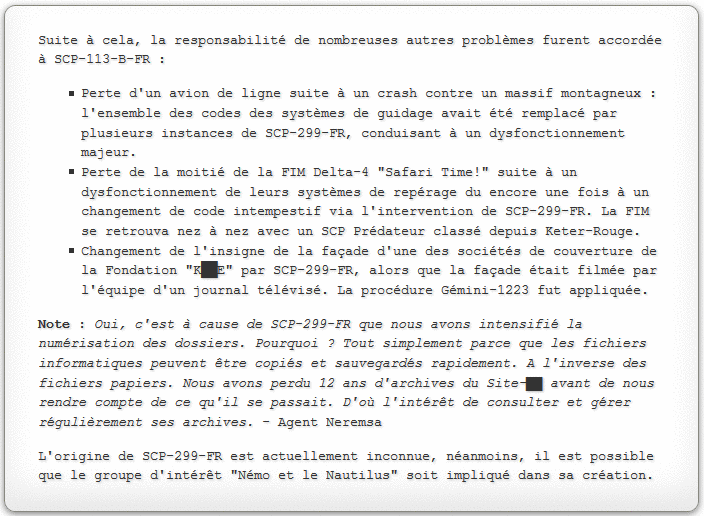 Suite à cela, la responsabilité de nombreuses autres problèmes furent accordée
à SCP-113-B-FR :
Perte d'un avion de ligne suite à un crash contre un massif montagneux :
l'ensemble des codes des systèmes de guidage avait été remplacé par
plusieurs instances de SCP-299-FR, conduisant à un dysfonctionnement
majeur.
Perte de la moitié de la FIM Delta-4 "Safari Time!" suite à un
dysfonctionnement de leurs systèmes de repérage du encore une fois à un
changement de code intempestif via l'intervention de SCP-299-FR. La FIM
se retrouva nez à nez avec un SCP Prédateur classé depuis Keter-Rouge.
Changement de l'insigne de la façade d'une des sociétés de couverture de
la Fondation "K██E" par SCP-299-FR, alors que la façade était filmée par
l'équipe d'un journal télévisé. La procédure Gémini-1223 fut appliquée.
Note : Oui, c'est à cause de SCP-299-FR que nous avons intensifié la
numérisation des dossiers. Pourquoi ? Tout simplement parce que les fichiers
informatiques peuvent être copiés et sauvegardés rapidement. A l'inverse des
fichiers papiers. Nous avons perdu 12 ans d'archives du Site-██ avant de nous
rendre compte de ce qu'il se passait. D'où l'intérêt de consulter et gérer
régulièrement ses archives. - Agent Neremsa
L'origine de SCP-299-FR est actuellement inconnue, néanmoins, il est possible
que le groupe d'intérêt "Némo et le Nautilus" soit impliqué dans sa création.